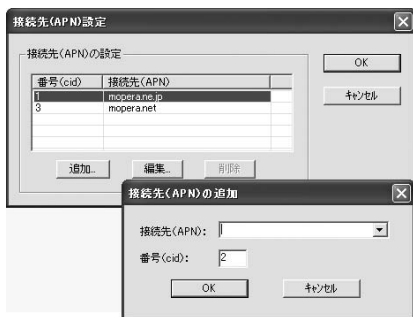 接続先(APN)設定
接続先(APN)の設定
番号(cid) 接続先(APN)
1 mopera.ne.jp
3 mopera.net
追加... 編集... 削除
OK
キャンセル
接続先(APN)の追加
接続先(APN):
番号(cid): 2
OK キャンセル